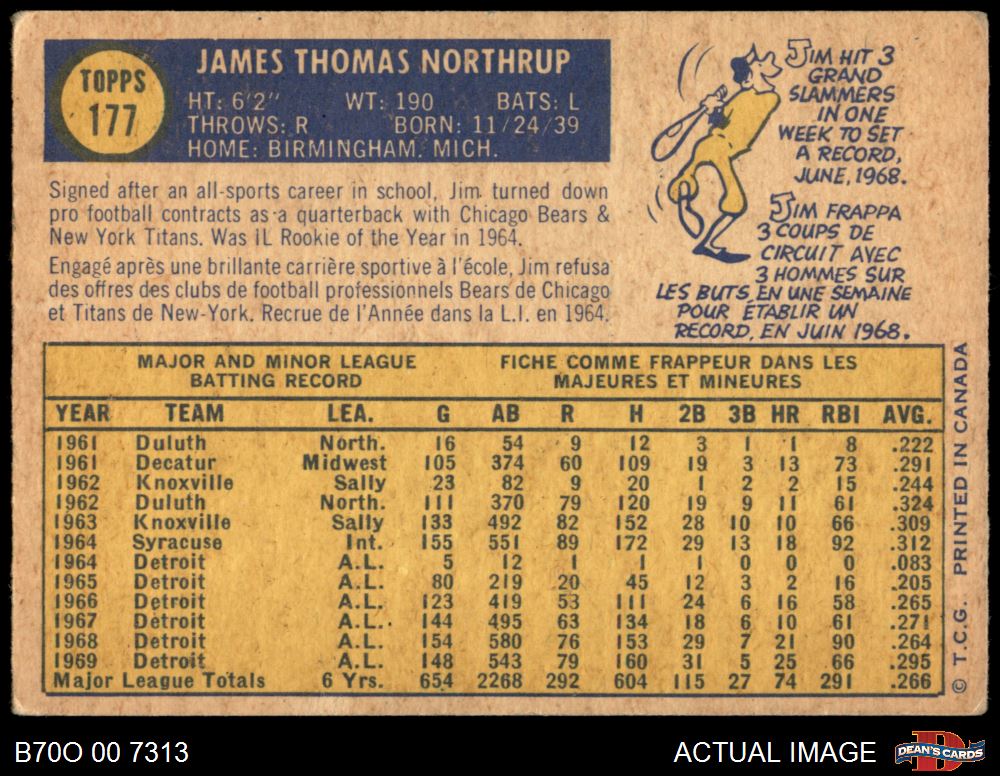 TOPPS
177
JAMES THOMAS NORTHRUP
HT: 6'2" WT: 190 BATS: L
THROWS: R BORN: 11/24/39
HOME: BIRMINGHAM, MICH.
Signed after an all-sports career in school, Jim turned down
pro football contracts as a quarterback with Chicago Bears &
New York Titans. Was IL Rookie of the Year in 1964.
Engagé après une brillante carrière sportive à l'école, Jim refusa
des offres des clubs de football professionnels Bears de Chicago
et Titans de New-York. Recrue de l'Année dans la L.I. en 1964.
JIM HIT 3
GRAND
SLAMMERS
IN ONE
WEEK TO SET
A RECORD,
JUNE, 1968.
JIM FRAPPA
3 COUPS DE
CIRCUIT AVEC
3 HOMMES SUR
LES BUTS, EN UNE SEMAINE
POUR ÉTABLIR UN
RECORD, EN JUIN 1968.
MAJOR AND MINOR LEAGUE
BATTING RECORD
FICHE COMME FRAPPEUR DANS LES
MAJEURES ET MINEURES
YEAR TEAM LEA. G AB R H 2B 3B HR RBI AVG.
1961 Duluth North. 16 54 9 12 3 1 1 8 .222
1961 Decatur Midwest 105 374 60 109 19 3 13 73 .291
1962 Knoxville Sally 23 82 9 20 1 2 2 15 .244
1962 Duluth North. 111 370 79 120 19 9 11 61 .324
1963 Knoxville Sally 133 492 82 152 28 10 10 66 .309
1964 Syracuse Int. 155 551 89 172 29 13 18 92 .312
1964 Detroit A.L. 5 12 1 1 1 0 0 0 .083
1965 Detroit A.L. 80 219 20 45 12 3 2 16 .205
1966 Detroit A.L. 123 419 53 111 24 6 16 58 .265
1967 Detroit A.L. 144 495 63 134 18 6 10 61 .271
1968 Detroit A.L. 154 580 76 153 29 7 21 90 .264
1969 Detroit A.L. 148 543 79 160 31 5 25 66 .295
Major League Totals 6 Yrs. 654 2268 292 604 115 27 74 291 .266
© T.C.G. PRINTED IN CANADA
B70O 00 7313
ACTUAL IMAGE
DEAN'S CARDS